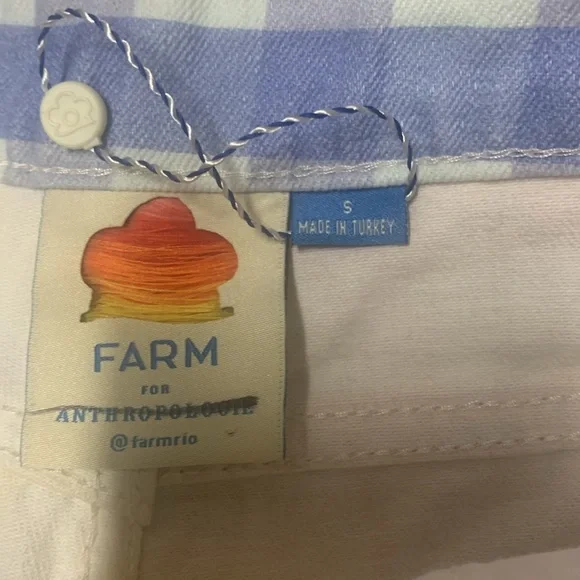 S
MADE IN TURKEY
FARM
FOR
ANTHROPOLOGIE
@farmrio